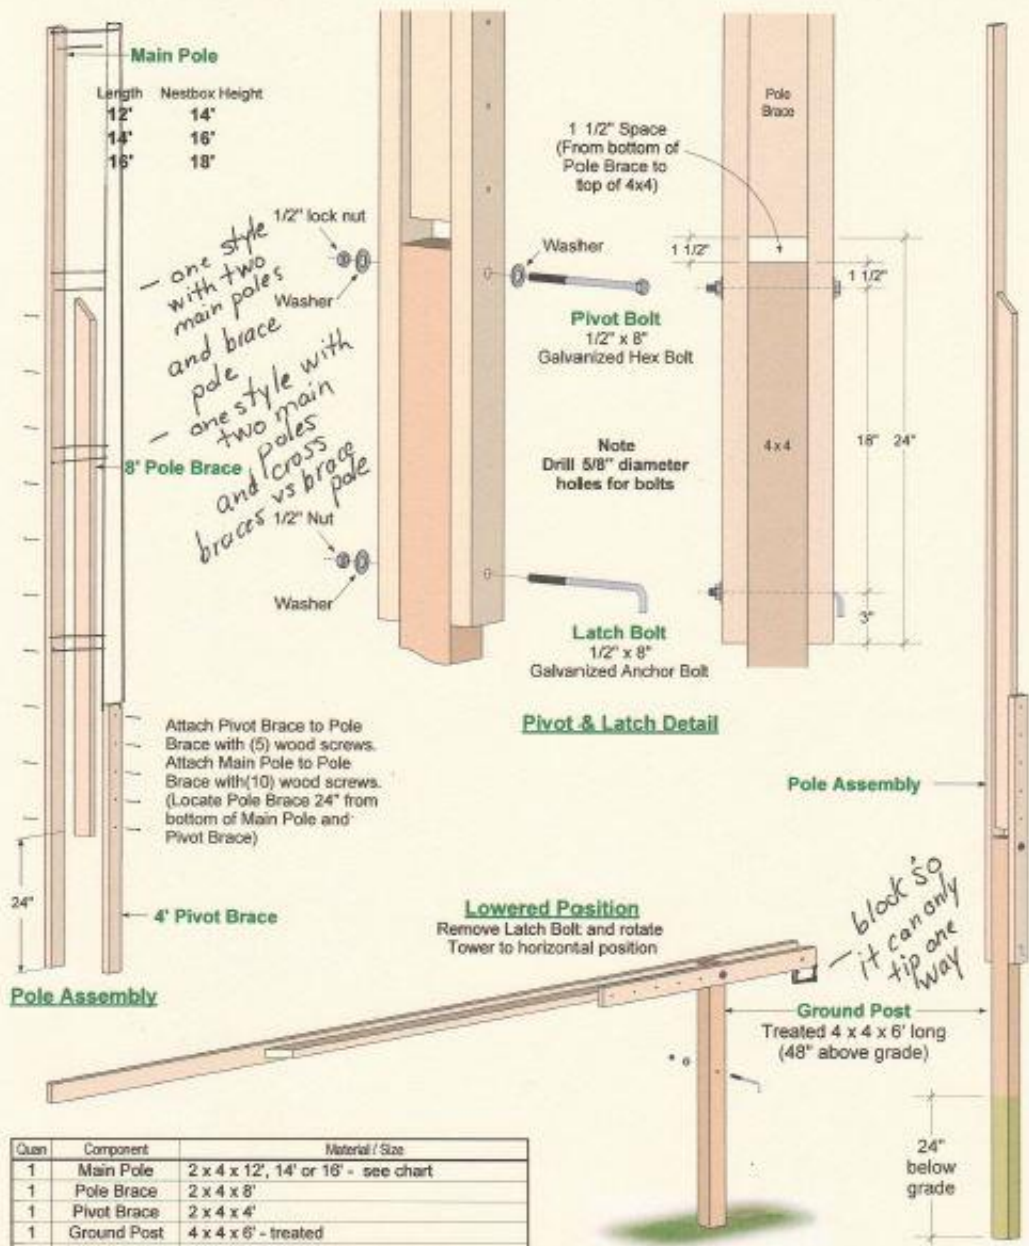 Main Pole
Length Nestbox Height
12' 14'
14' 16'
16' 18'
- one style
with two
main poles
and brace
pole
- one style with
two main
poles
and cross
braces vs brace
pole
8' Pole Brace
24"
4' Pivot Brace
Attach Pivot Brace to Pole
Brace with (5) wood screws.
Attach Main Pole to Pole
Brace with(10) wood screws.
(Locate Pole Brace 24" from
bottom of Main Pole and
Pivot Brace)
Pole Assembly
1/2" lock nut
Washer
1/2" Nut
Washer
Washer
Pivot Bolt
1/2" x 8"
Galvanized Hex Bolt
Note
Drill 5/8" diameter
holes for bolts
Latch Bolt
1/2" x 8"
Galvanized Anchor Bolt
1 1/2" Space
(From bottom of
Pole Brace to
top of 4x4)
Pole
Brace
1 1/2"
1 1/2"
4 x 4
18" 24"
3"
Pivot & Latch Detail
Pole Assembly
Lowered Position
Remove Latch Bolt and rotate
Tower to horizontal position
- block so
it can only
tip one
way
Ground Post
Treated 4 x 4 x 6' long
(48" above grade)
24"
below
grade
Quan Component Material / Size
1 Main Pole 2 x 4 x 12', 14' or 16' - see chart
1 Pole Brace 2 x 4 x 8'
1 Pivot Brace 2 x 4 x 4'
1 Ground Post 4 x 4 x 6' - treated